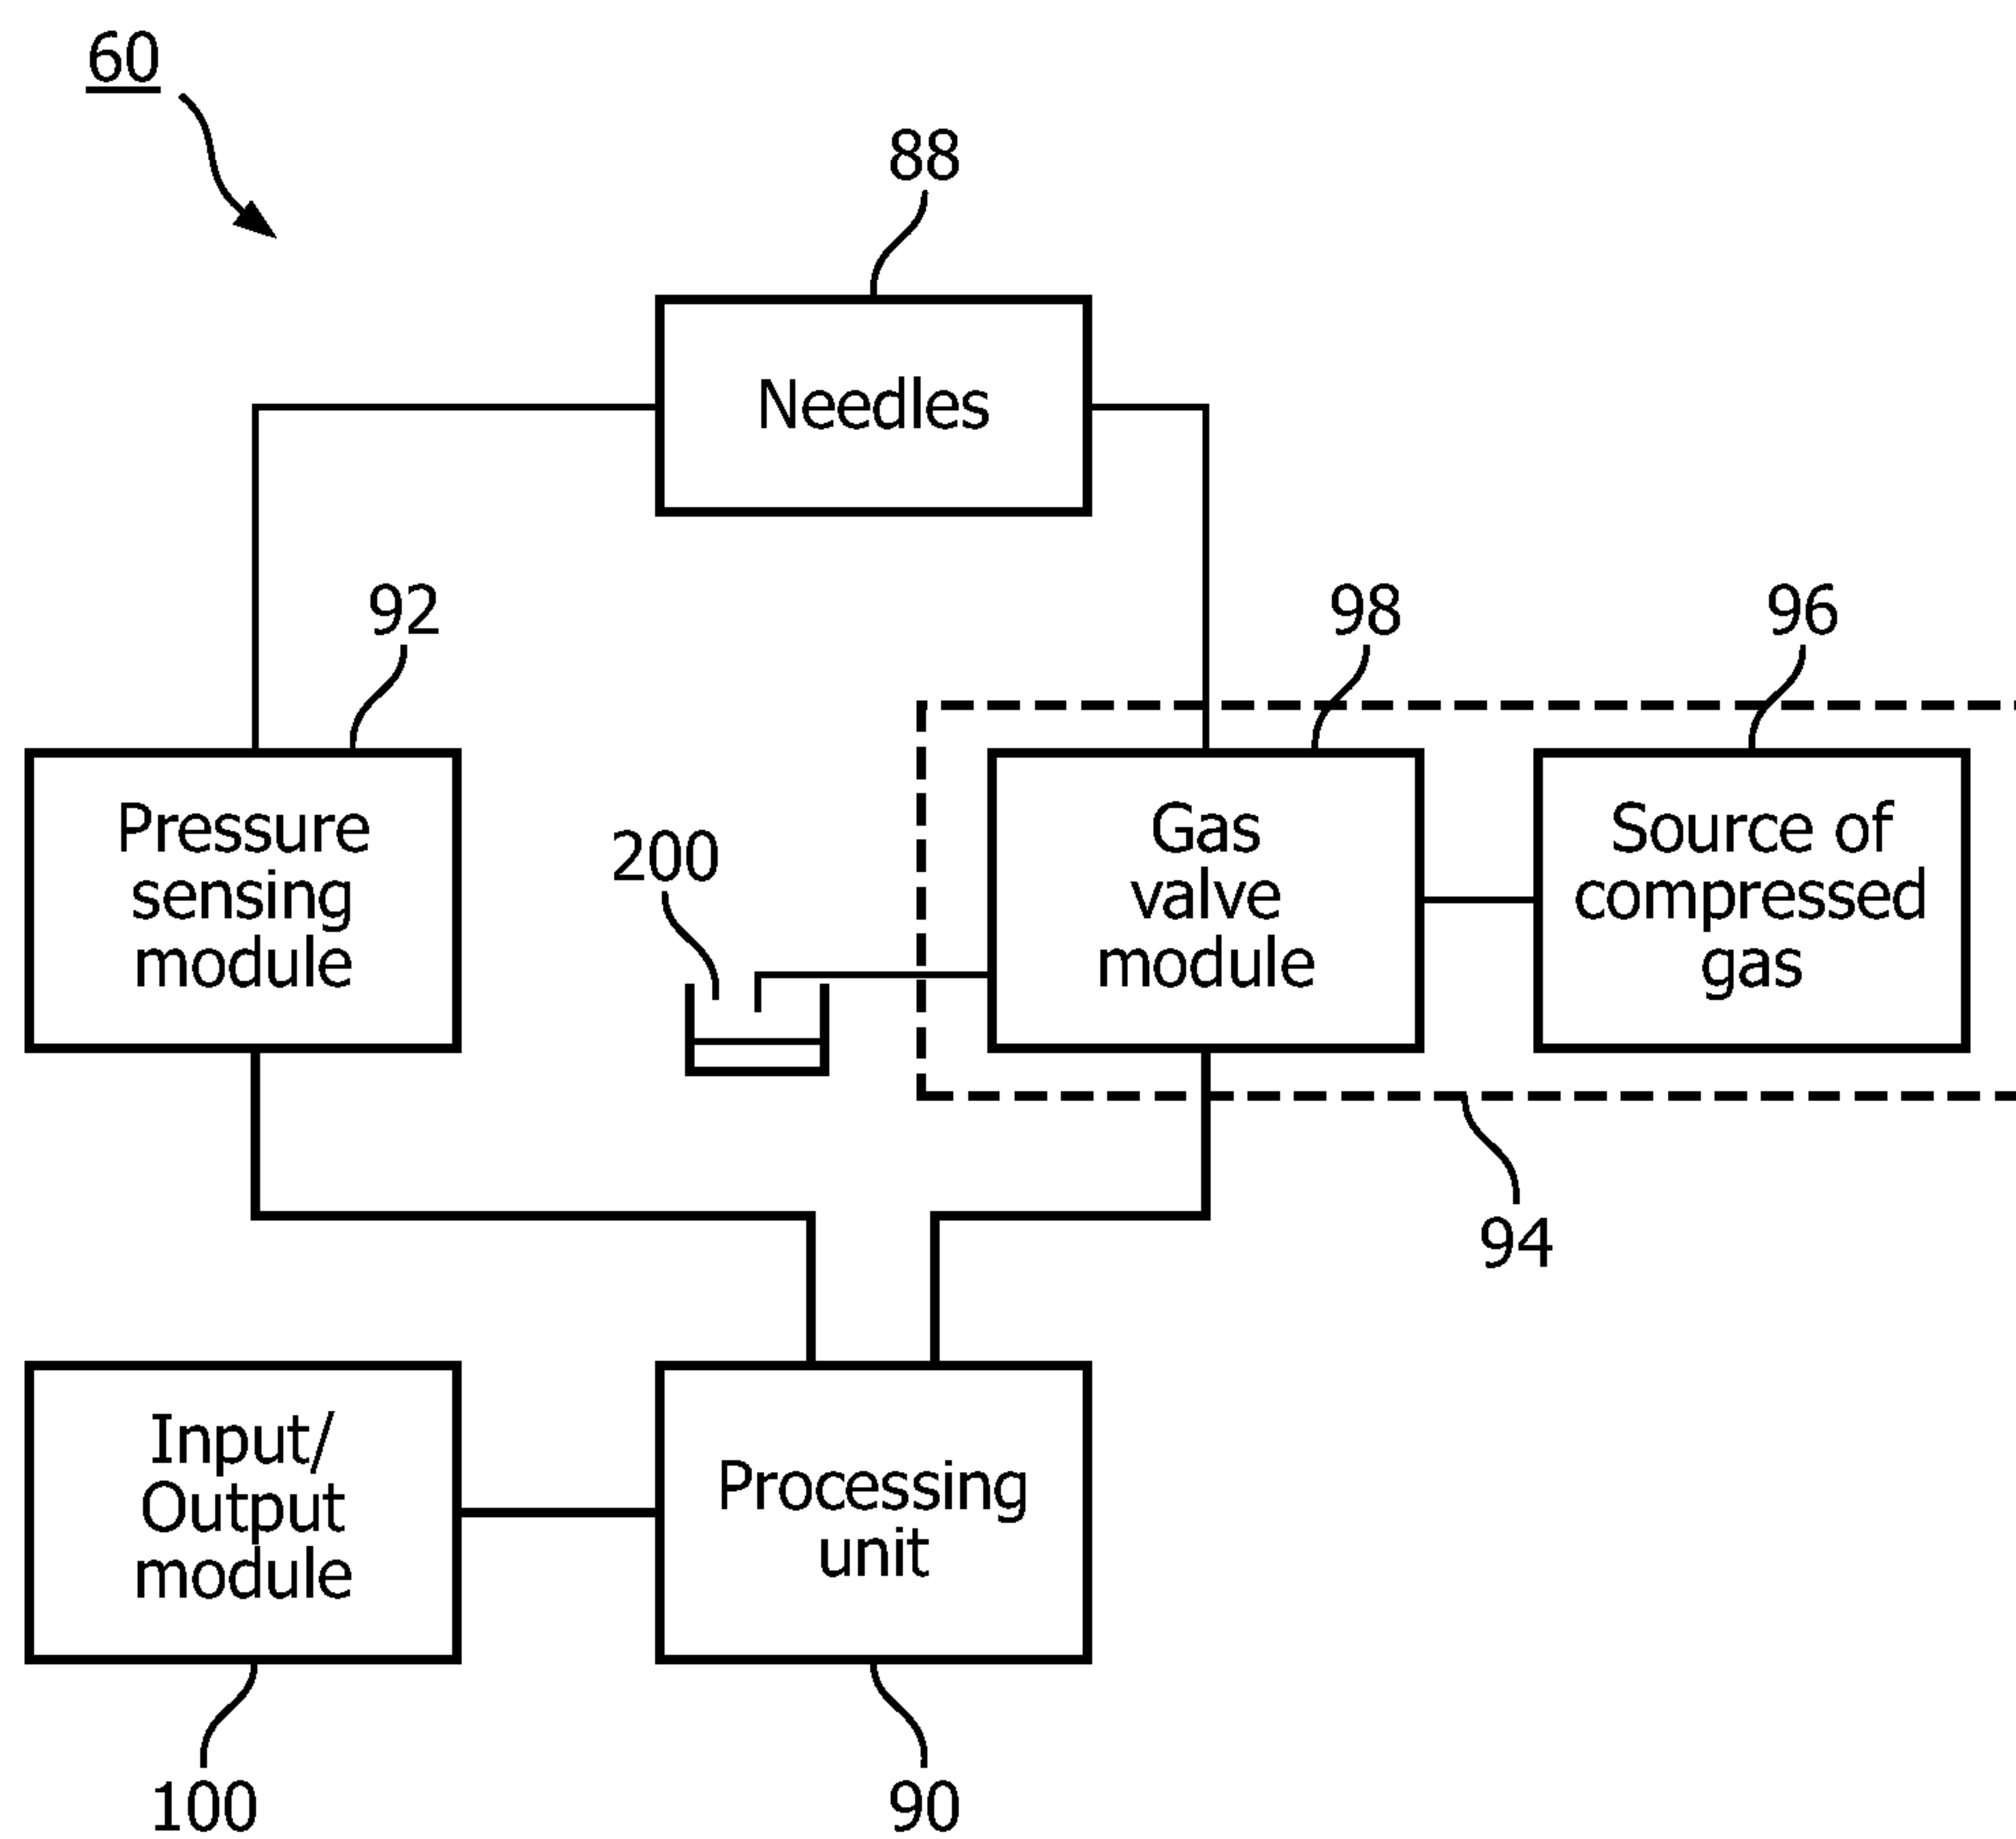 60
88
Needles
92
98
96
Pressure
sensing
module
200
Gas
valve
module
Source of
compressed
gas
94
Input/
Output
module
Processing
unit
100
90